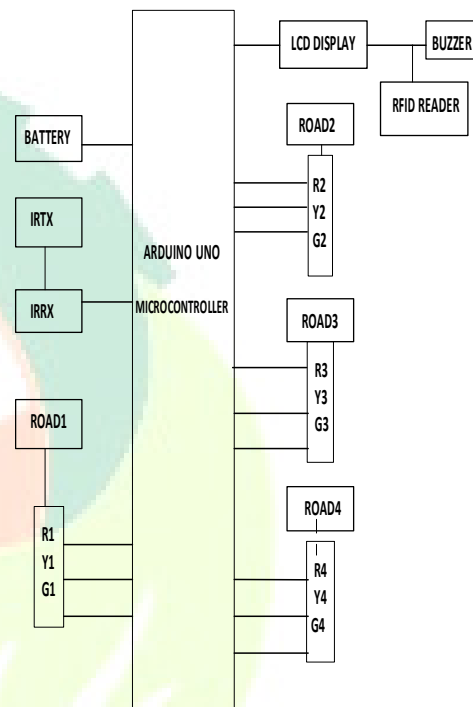 LCD DISPLAY
BUZZER
RFID READER
BATTERY
ROAD2
R2
Y2
G2
IRTX
IRRX
ARDUINO UNO
MICROCONTROLLER
ROAD3
R3
Y3
G3
ROAD1
R1
Y1
G1
ROAD4
R4
Y4
G4